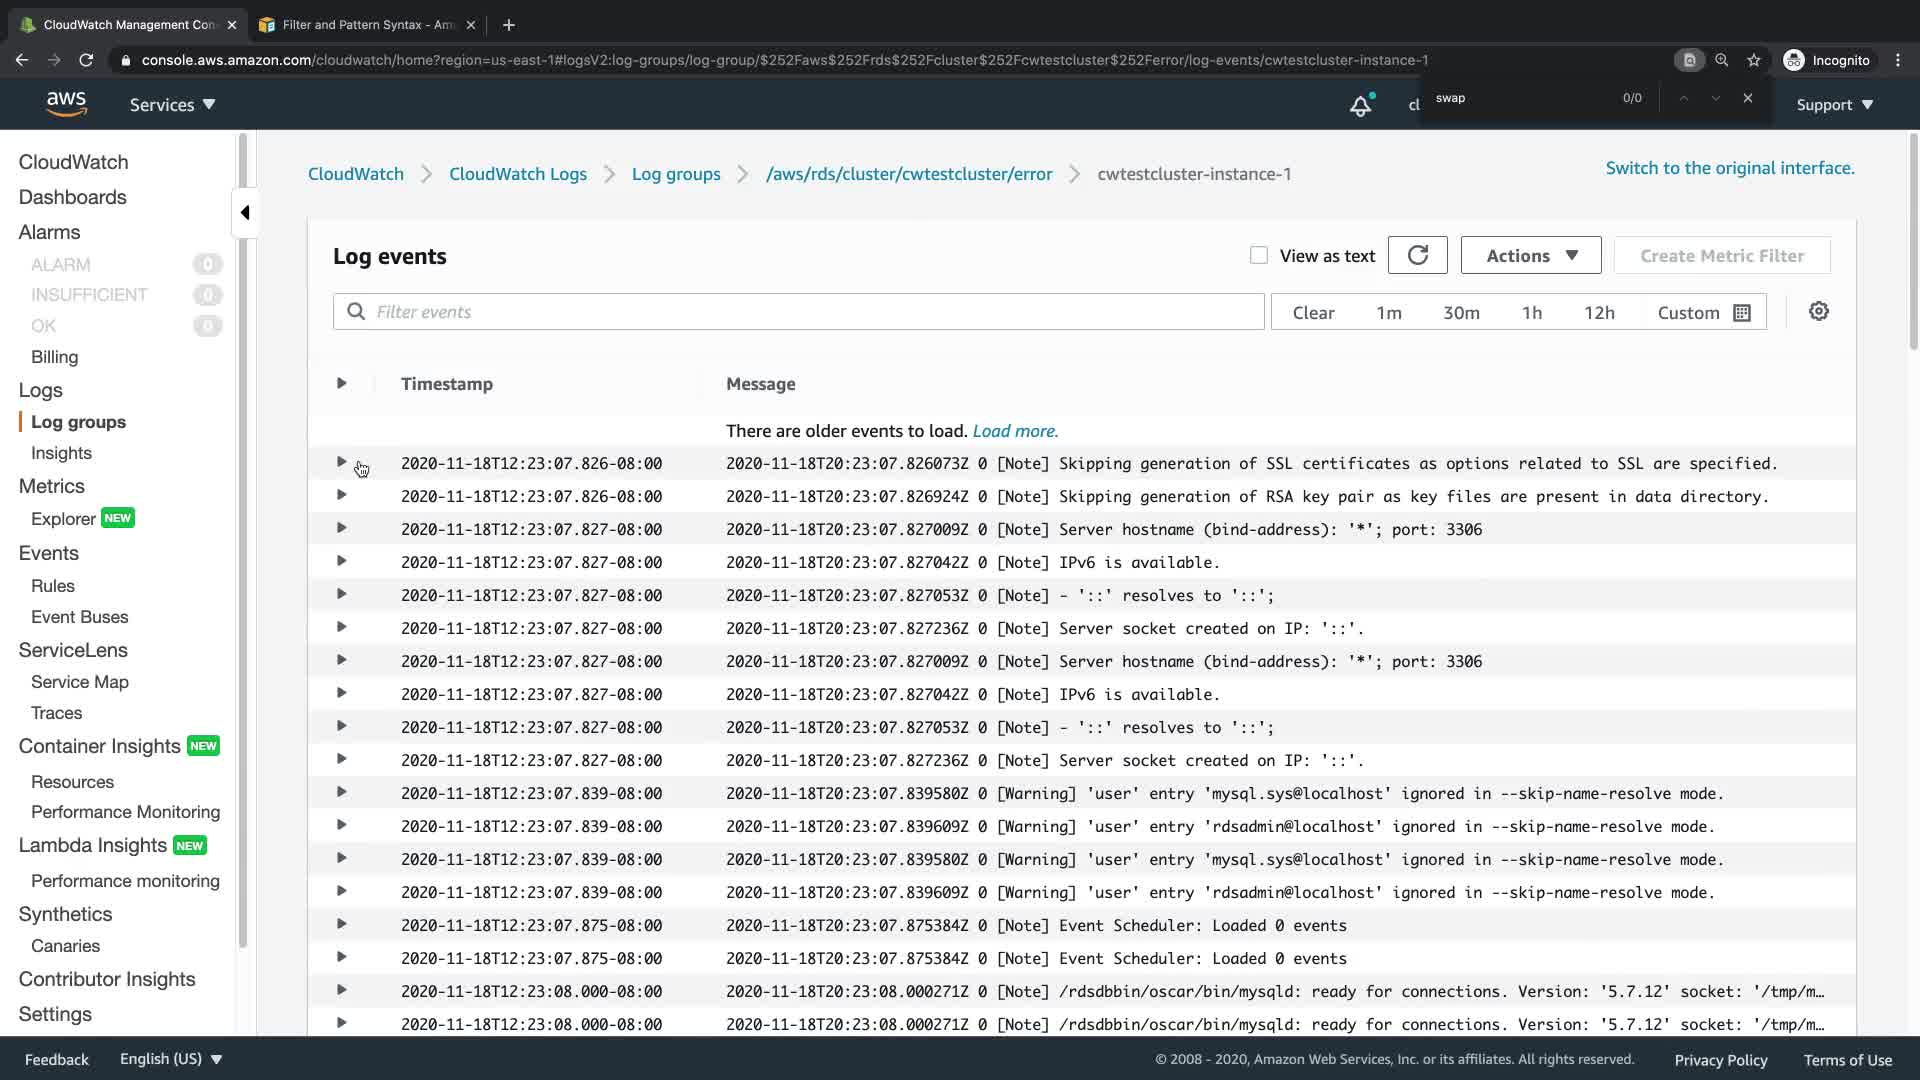 CloudWatch Management Con
Filter and Pattern Syntax - Am
console.aws.amazon.com/cloudwatch/home?region=us-east-1#logsV2:log-groups/log-group/$252Faws$252Frds$252Fcluster$252Fcwtestcluster$252Ferror/log-events/cwtestcluster-instance-1
Incognito
aws
Services
cl
swap
0/0
Support
CloudWatch
Dashboards
Alarms
ALARM 0
INSUFFICIENT 0
OK 0
Billing
Logs
Log groups
Insights
Metrics
Explorer NEW
Events
Rules
Event Buses
ServiceLens
Service Map
Traces
Container Insights NEW
Resources
Performance Monitoring
Lambda Insights NEW
Performance monitoring
Synthetics
Canaries
Contributor Insights
Settings
CloudWatch
CloudWatch Logs
Log groups
/aws/rds/cluster/cwtestcluster/error
cwtestcluster-instance-1
Switch to the original interface.
Log events
View as text
Actions
Create Metric Filter
Filter events
Clear 1m 30m 1h 12h Custom
Timestamp Message
There are older events to load. Load more.
2020-11-18T12:23:07.826-08:00 2020-11-18T20:23:07.826073Z 0 [Note] Skipping generation of SSL certificates as options related to SSL are specified.
2020-11-18T12:23:07.826-08:00 2020-11-18T20:23:07.826924Z 0 [Note] Skipping generation of RSA key pair as key files are present in data directory.
2020-11-18T12:23:07.827-08:00 2020-11-18T20:23:07.827009Z 0 [Note] Server hostname (bind-address): '*'; port: 3306
2020-11-18T12:23:07.827-08:00 2020-11-18T20:23:07.827042Z 0 [Note] IPv6 is available.
2020-11-18T12:23:07.827-08:00 2020-11-18T20:23:07.827053Z 0 [Note] - '::' resolves to '::';
2020-11-18T12:23:07.827-08:00 2020-11-18T20:23:07.827236Z 0 [Note] Server socket created on IP: '::'.
2020-11-18T12:23:07.827-08:00 2020-11-18T20:23:07.827009Z 0 [Note] Server hostname (bind-address): '*'; port: 3306
2020-11-18T12:23:07.827-08:00 2020-11-18T20:23:07.827042Z 0 [Note] IPv6 is available.
2020-11-18T12:23:07.827-08:00 2020-11-18T20:23:07.827053Z 0 [Note] - '::' resolves to '::';
2020-11-18T12:23:07.827-08:00 2020-11-18T20:23:07.827236Z 0 [Note] Server socket created on IP: '::'.
2020-11-18T12:23:07.839-08:00 2020-11-18T20:23:07.839580Z 0 [Warning] 'user' entry 'mysql.sys@localhost' ignored in --skip-name-resolve mode.
2020-11-18T12:23:07.839-08:00 2020-11-18T20:23:07.839609Z 0 [Warning] 'user' entry 'rdsadmin@localhost' ignored in --skip-name-resolve mode.
2020-11-18T12:23:07.839-08:00 2020-11-18T20:23:07.839580Z 0 [Warning] 'user' entry 'mysql.sys@localhost' ignored in --skip-name-resolve mode.
2020-11-18T12:23:07.839-08:00 2020-11-18T20:23:07.839609Z 0 [Warning] 'user' entry 'rdsadmin@localhost' ignored in --skip-name-resolve mode.
2020-11-18T12:23:07.875-08:00 2020-11-18T20:23:07.875384Z 0 [Note] Event Scheduler: Loaded 0 events
2020-11-18T12:23:07.875-08:00 2020-11-18T20:23:07.875384Z 0 [Note] Event Scheduler: Loaded 0 events
2020-11-18T12:23:08.000-08:00 2020-11-18T20:23:08.000271Z 0 [Note] /rdsdbbin/oscar/bin/mysqld: ready for connections. Version: '5.7.12' socket: '/tmp/m…
2020-11-18T12:23:08.000-08:00 2020-11-18T20:23:08.000271Z 0 [Note] /rdsdbbin/oscar/bin/mysqld: ready for connections. Version: '5.7.12' socket: '/tmp/m…
Feedback
English (US)
© 2008 - 2020, Amazon Web Services, Inc. or its affiliates. All rights reserved.
Privacy Policy
Terms of Use